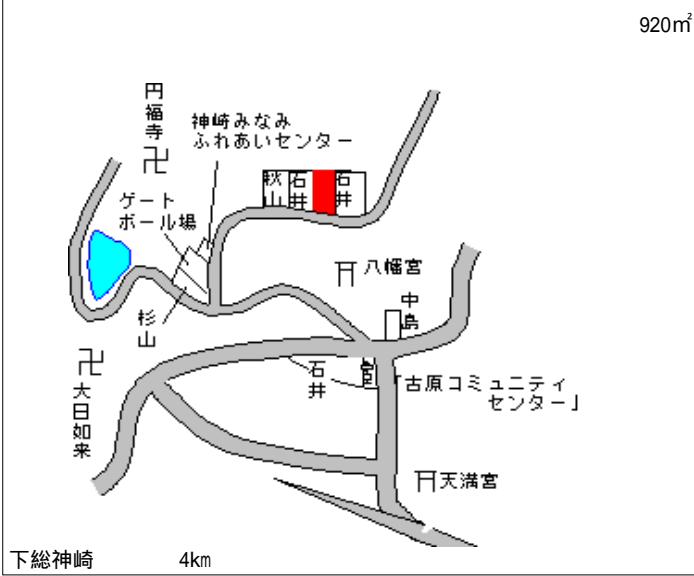 920㎡
円福寺
神崎みなみ
ふれあいセンター
秋山
石井
石井
ゲート
ボール場
八幡宮
中島
杉山
石井
大日如来
「古原コミュニティ
センター」
天満宮
下総神崎 4km